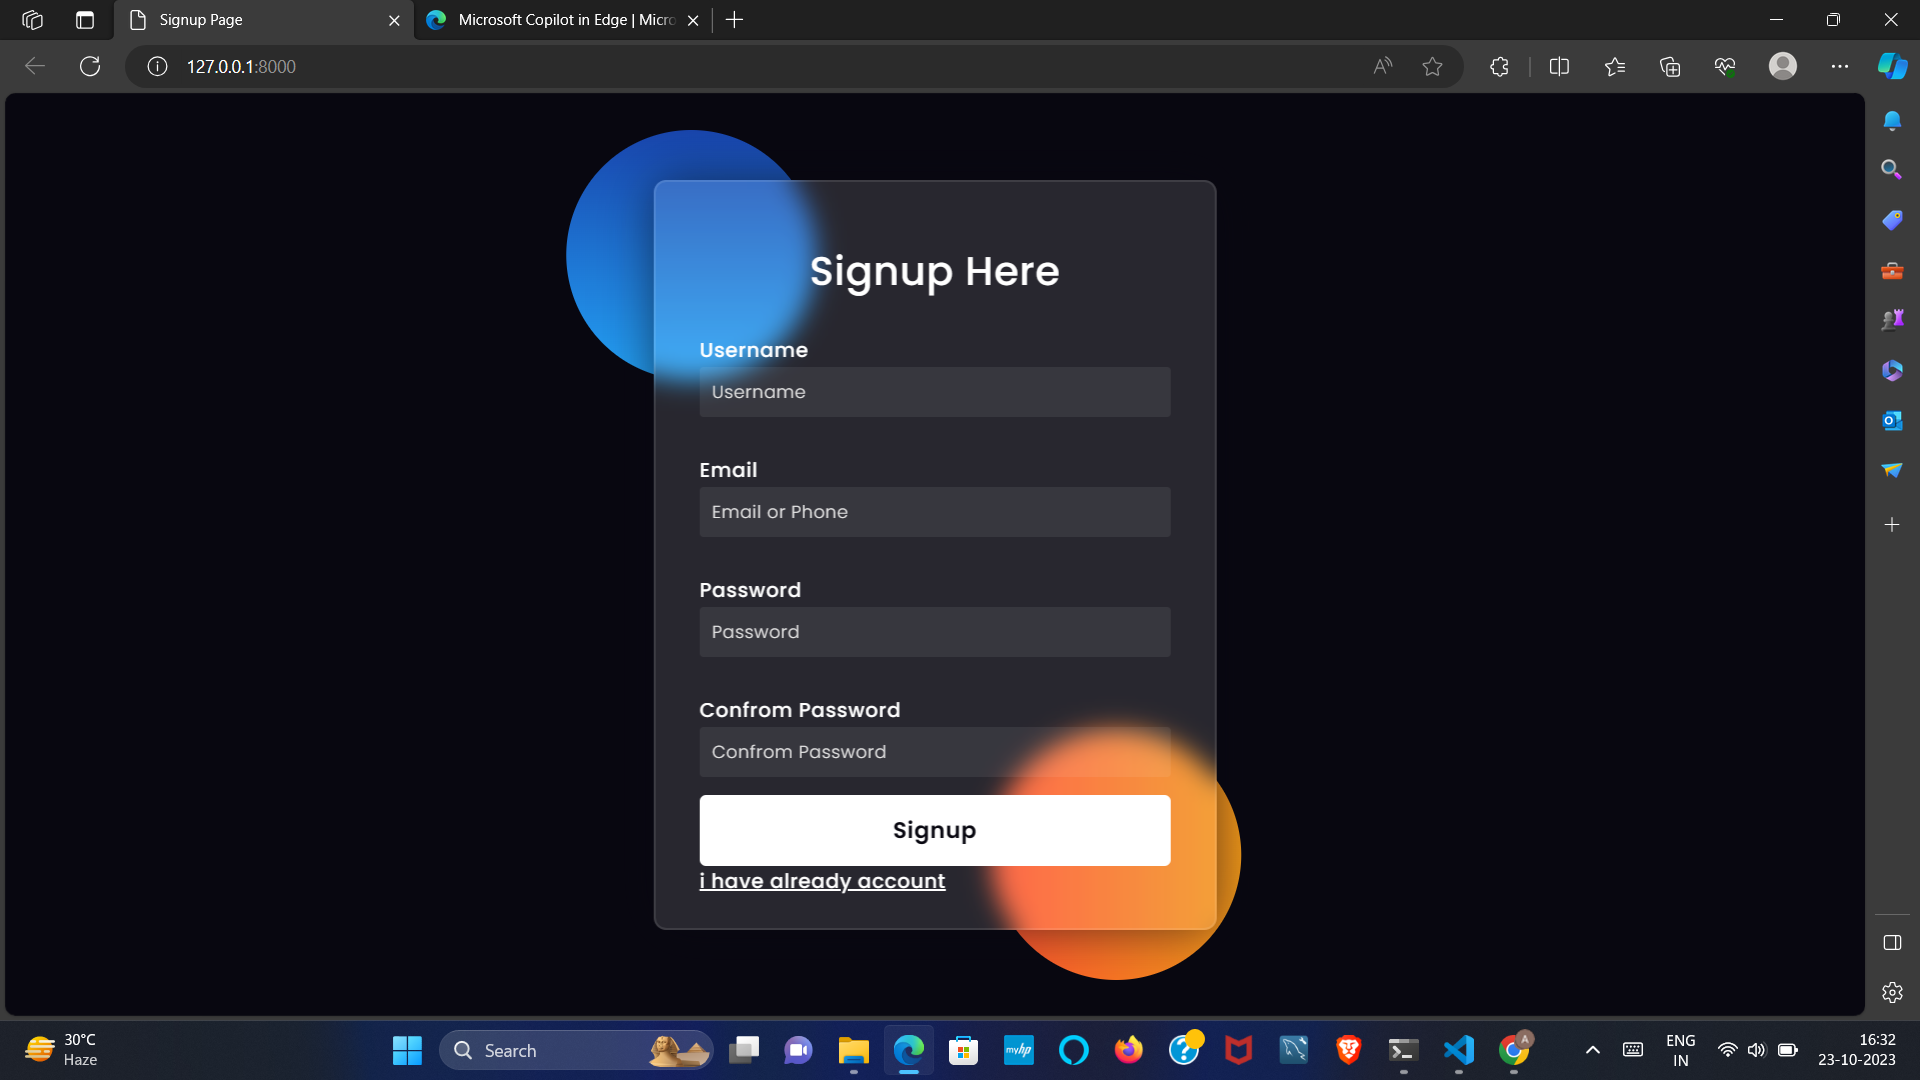 Signup Page
Microsoft Copilot in Edge | Micro
127.0.0.1:8000
Signup Here
Username
Username
Email
Email or Phone
Password
Password
Confrom Password
Confrom Password
Signup
i have already account
30°C
Haze
Search
myhp
A
ENG
IN
16:32
23-10-2023